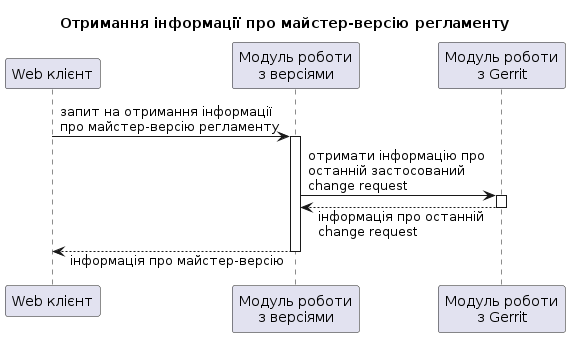 Отримання інформації про майстер-версію регламенту
Web клієнт
Модуль роботи
з версіями
Модуль роботи
з Gerrit
запит на отримання інформації
про майстер-версію регламенту
отримати інформацію про
останній застосований
change request
інформація про останній
change request
інформація про майстер-версію
Web клієнт
Модуль роботи
з версіями
Модуль роботи
з Gerrit